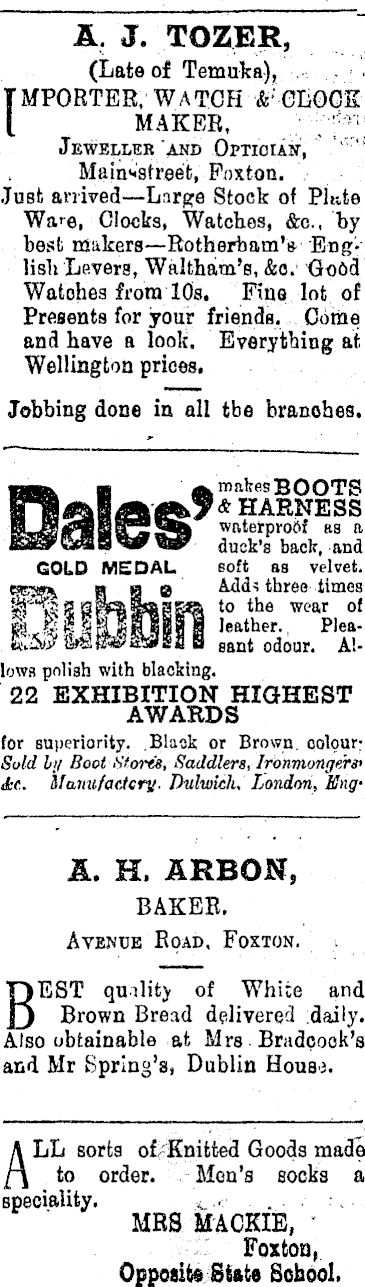 A. J. TOZER,
(Late of Temuka),
IMPORTER, WATCH & CLOCK
MAKER,
JEWELLER AND OPTICIAN,
Main-street, Foxton.
Just arrived—Large Stock of Plate
Ware, Clocks, Watches, &c., by
best makers—Rotherham's Eng-
lish Levers, Waltham's, &c. Good
Watches from 10s. Fine lot of
Presents for your friends. Come
and have a look. Everything at
Wellington prices.
Jobbing done in all tbe branches.
Dales'
GOLD MEDAL
Dubbin
makes BOOTS
& HARNESS
waterproof as a
duck's back, and
soft as velvet.
Adds three times
to the wear of
leather. Plea-
sant odour. Al-
lows polish with blacking.
22 EXHIBITION HIGHEST
AWARDS
for superiority. Black or Brown colour.
Sold by Boot Stores, Saddlers, Ironmongers
&c. Manufactory. Dulwich, London, Eng.
A. H. ARBON,
BAKER.
AVENUE ROAD, FOXTON.
BEST quality of White and
Brown Bread delivered daily.
Also obtainable at Mrs Bradcock's
and Mr Spring's, Dublin House.
ALL sorts of Knitted Goods made
to order. Men's socks a
speciality.
MRS MACKIE,
Foxton,
Opposite State School.